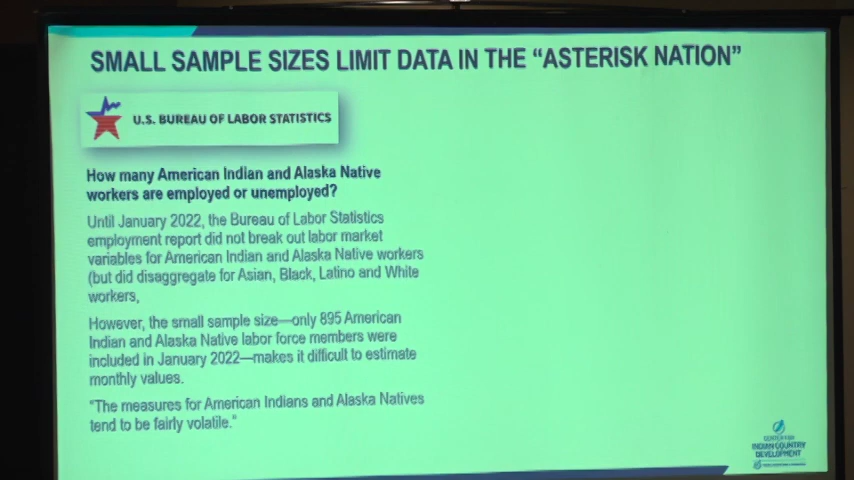 SMALL SAMPLE SIZES LIMIT DATA IN THE “ASTERISK NATION”
U.S. BUREAU OF LABOR STATISTICS
How many American Indian and Alaska Native
workers are employed or unemployed?
Until January 2022, the Bureau of Labor Statistics
employment report did not break out labor market
variables for American Indian and Alaska Native workers
(but did disaggregate for Asian, Black, Latino and White
workers,
However, the small sample size—only 895 American
Indian and Alaska Native labor force members were
included in January 2022—makes it difficult to estimate
monthly values.
“The measures for American Indians and Alaska Natives
tend to be fairly volatile.”
CENTER FOR
INDIAN COUNTRY
DEVELOPMENT